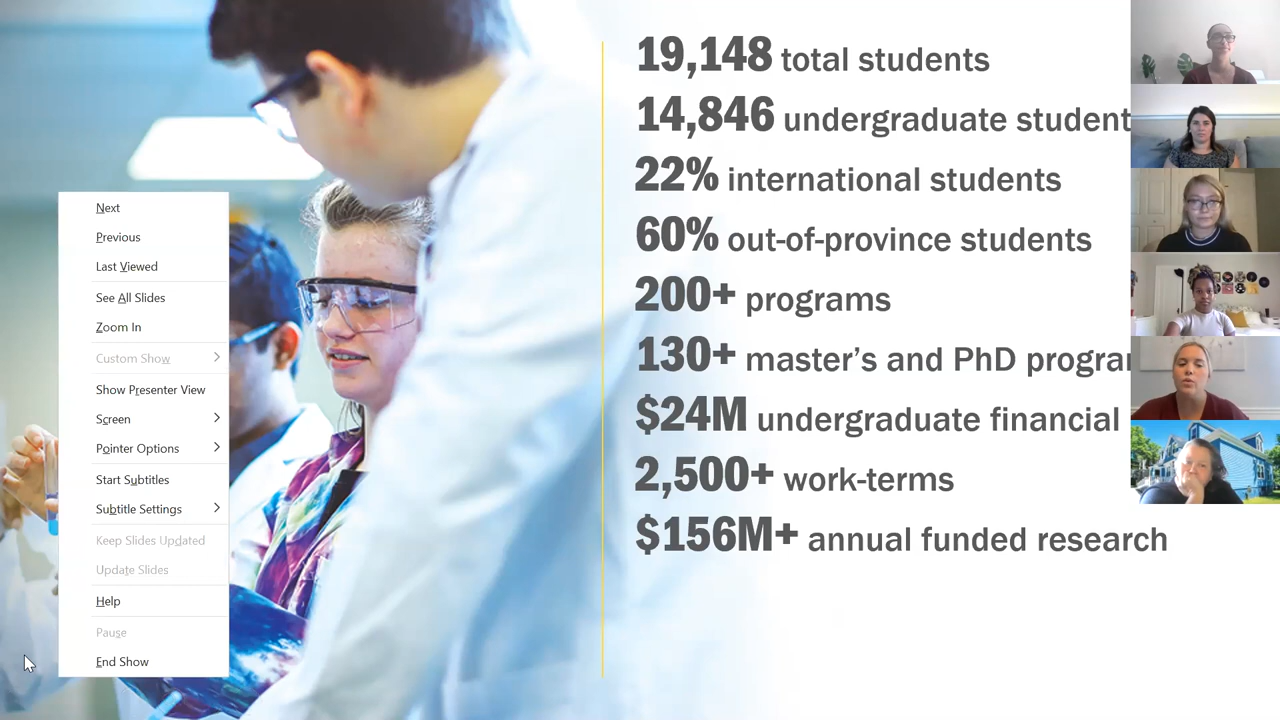 19,148 total students
14,846 undergraduate student
22% international students
60% out-of-province students
200+ programs
130+ master's and PhD prograr
$24M undergraduate financial
2,500+ work-terms
$156M+ annual funded research
Next
Previous
Last Viewed
See All Slides
Zoom In
Custom Show
Show Presenter View
Screen
Pointer Options
Start Subtitles
Subtitle Settings
Keep Slides Updated
Update Slides
Help
Pause
End Show